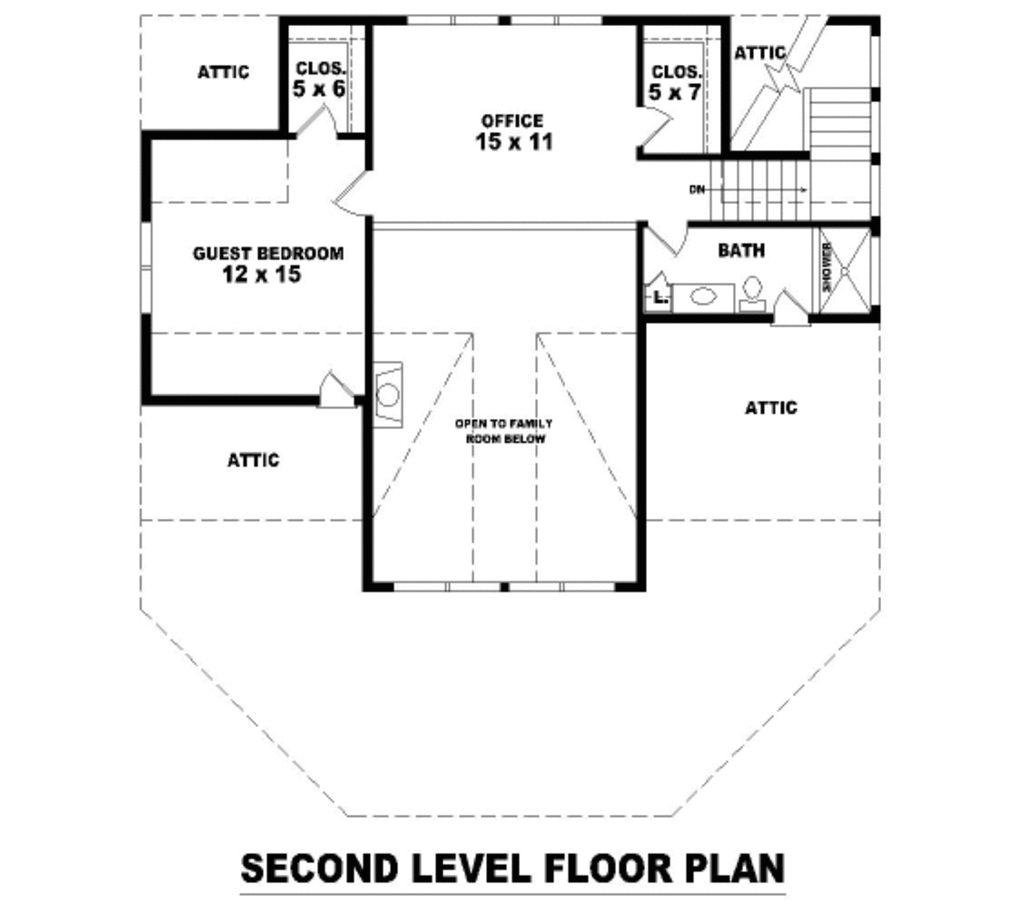 ATTIC
CLOS.
5 x 6
OFFICE
15 x 11
CLOS.
5 x 7
ATTIC
DN
GUEST BEDROOM
12 x 15
BATH
SHOWER
L.
ATTIC
OPEN TO FAMILY
ROOM BELOW
ATTIC
SECOND LEVEL FLOOR PLAN